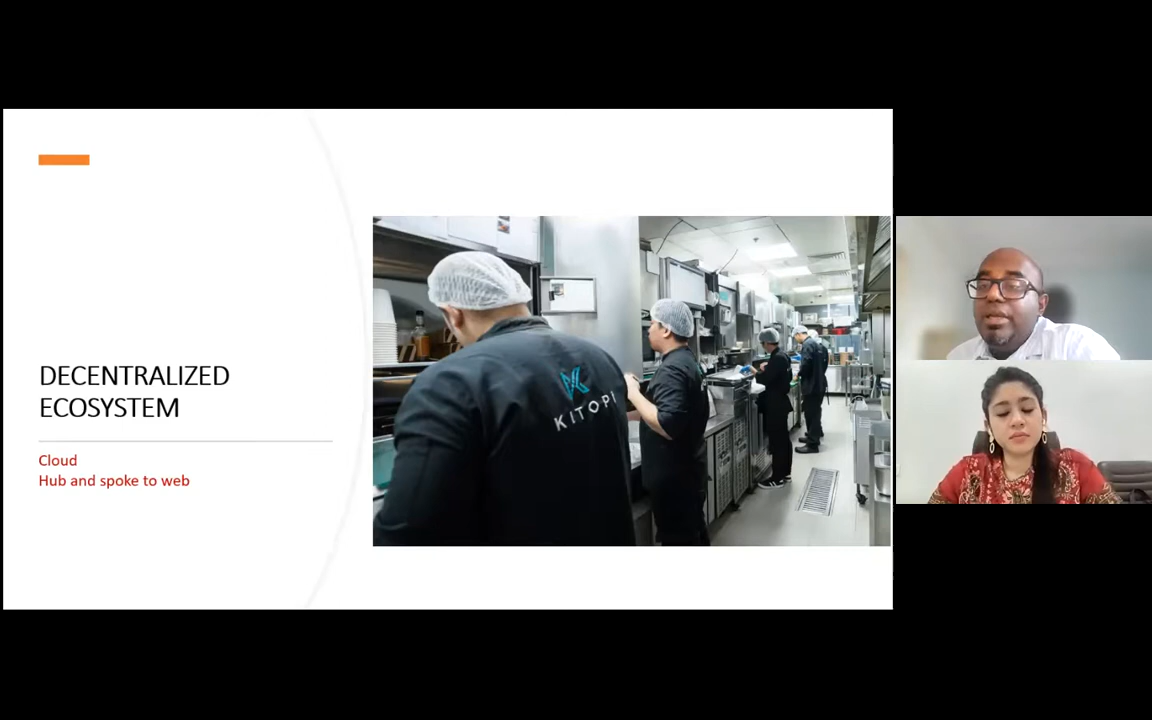 DECENTRALIZED
ECOSYSTEM
Cloud
Hub and spoke to web
KITOPI